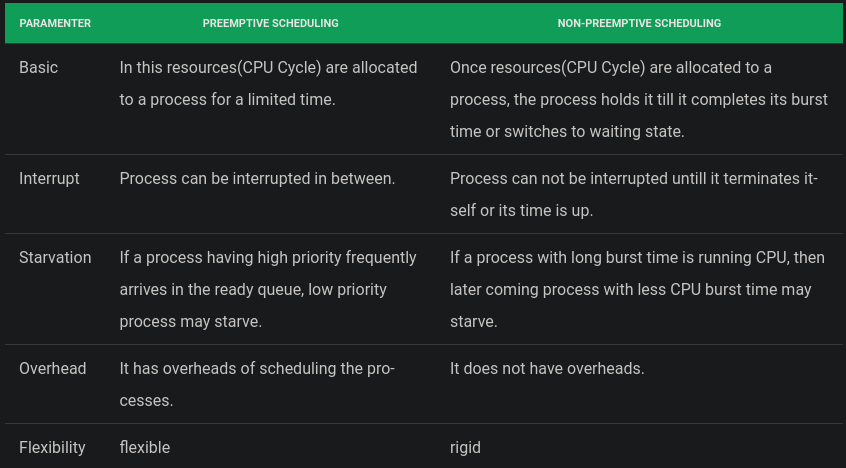 PARAMENTER PREEMPTIVE SCHEDULING NON-PREEMPTIVE SCHEDULING
Basic In this resources(CPU Cycle) are allocated Once resources(CPU Cycle) are allocated to a
to a process for a limited time. process, the process holds it till it completes its burst
time or switches to waiting state.
Interrupt Process can be interrupted in between. Process can not be interrupted untill it terminates it-
self or its time is up.
Starvation If a process having high priority frequently If a process with long burst time is running CPU, then
arrives in the ready queue, low priority later coming process with less CPU burst time may
process may starve. starve.
Overhead It has overheads of scheduling the pro- It does not have overheads.
cesses.
Flexibility flexible rigid